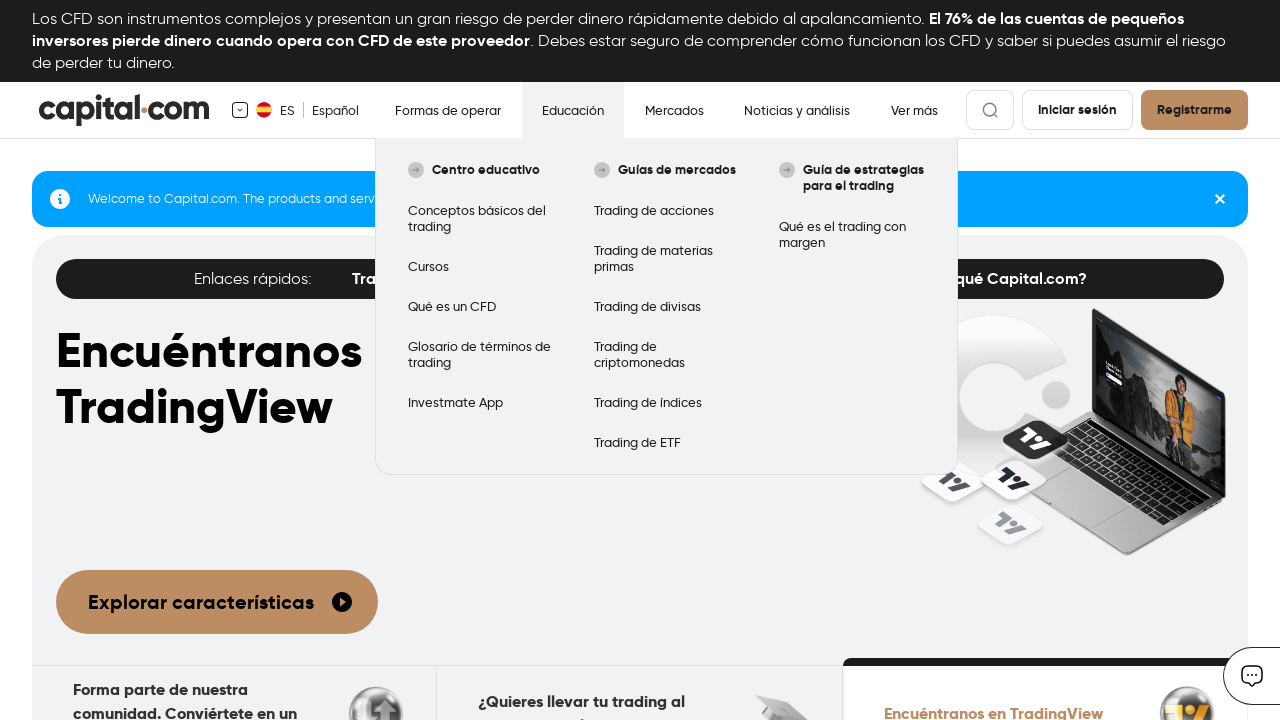 Los CFD son instrumentos complejos y presentan un gran riesgo de perder dinero rápidamente debido al apalancamiento. El 76% de las cuentas de pequeños
inversores pierde dinero cuando opera con CFD de este proveedor. Debes estar seguro de comprender cómo funcionan los CFD y saber si puedes asumir el riesgo
de perder tu dinero.
capital.com
ES
Español
Formas de operar
Educación
Mercados
Noticias y análisis
Ver más
Iniciar sesión
Registrarme
Centro educativo
Conceptos básicos del
trading
Cursos
Qué es un CFD
Glosario de términos de
trading
Investmate App
Guías de mercados
Trading de acciones
Trading de materias
primas
Trading de divisas
Trading de
criptomonedas
Trading de índices
Trading de ETF
Guía de estrategias
para el trading
Qué es el trading con
margen
Welcome to Capital.com. The products and serv
Enlaces rápidos:
Tra
qué Capital.com?
Encuéntranos
TradingView
Explorar características
Forma parte de nuestra
comunidad. Conviértete en un
¿Quieres llevar tu trading al
Encuéntranos en TradingView